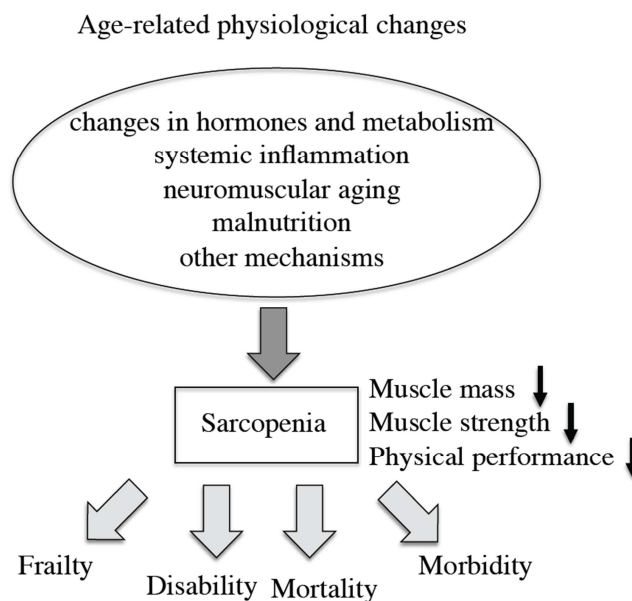 Age-related physiological changes
changes in hormones and metabolism
systemic inflammation
neuromuscular aging
malnutrition
other mechanisms
Sarcopenia
Muscle mass
Muscle strength
Physical performance
Frailty
Disability
Mortality
Morbidity